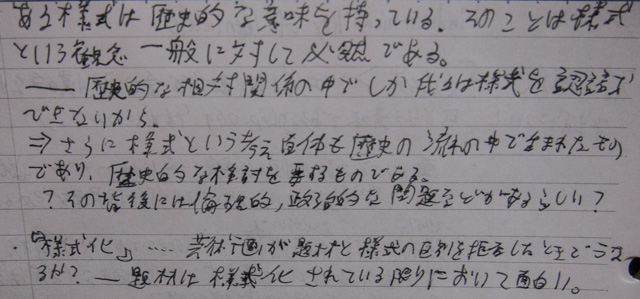 ある様式は歴史的な意味を持っている。そのことは様式
という観念一般に対して必然である。
―― 歴史的な相対関係の中でしか 我々は様式を認識で
できないから。
⇒ さらに様式という考え自体も歴史の流れの中で生まれたもの
であり、歴史的な検討を要するものである。
? その背後には倫理的,政治的な問題などがあるらしい?
・「様式化」 …… 芸術 が題材と様式の区別を拒否したときどうな
るか? ― 題材は様式化されている限りにおいて面白い。